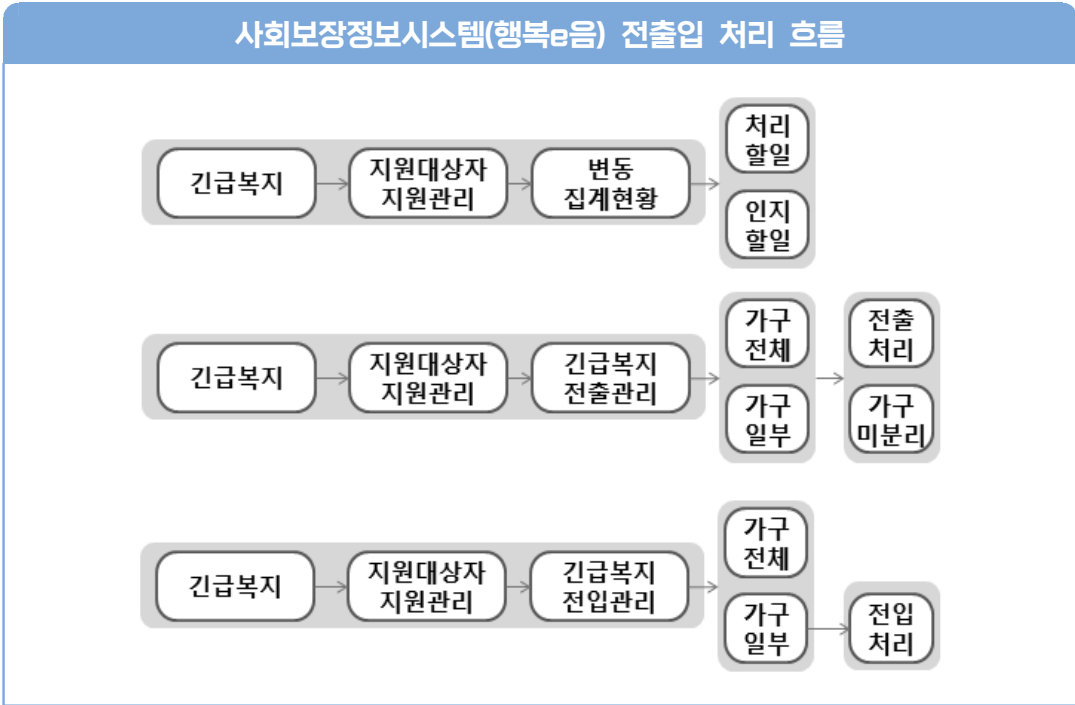 사회보장정보시스템(행복e음) 전출입 처리 흐름
긴급복지
지원대상자
지원관리
변동
집계현황
처리
할일
인지
할일
긴급복지
지원대상자
지원관리
긴급복지
전출관리
가구
전체
가구
일부
전출
처리
가구
미분리
긴급복지
지원대상자
지원관리
긴급복지
전입관리
가구
전체
가구
일부
전입
처리